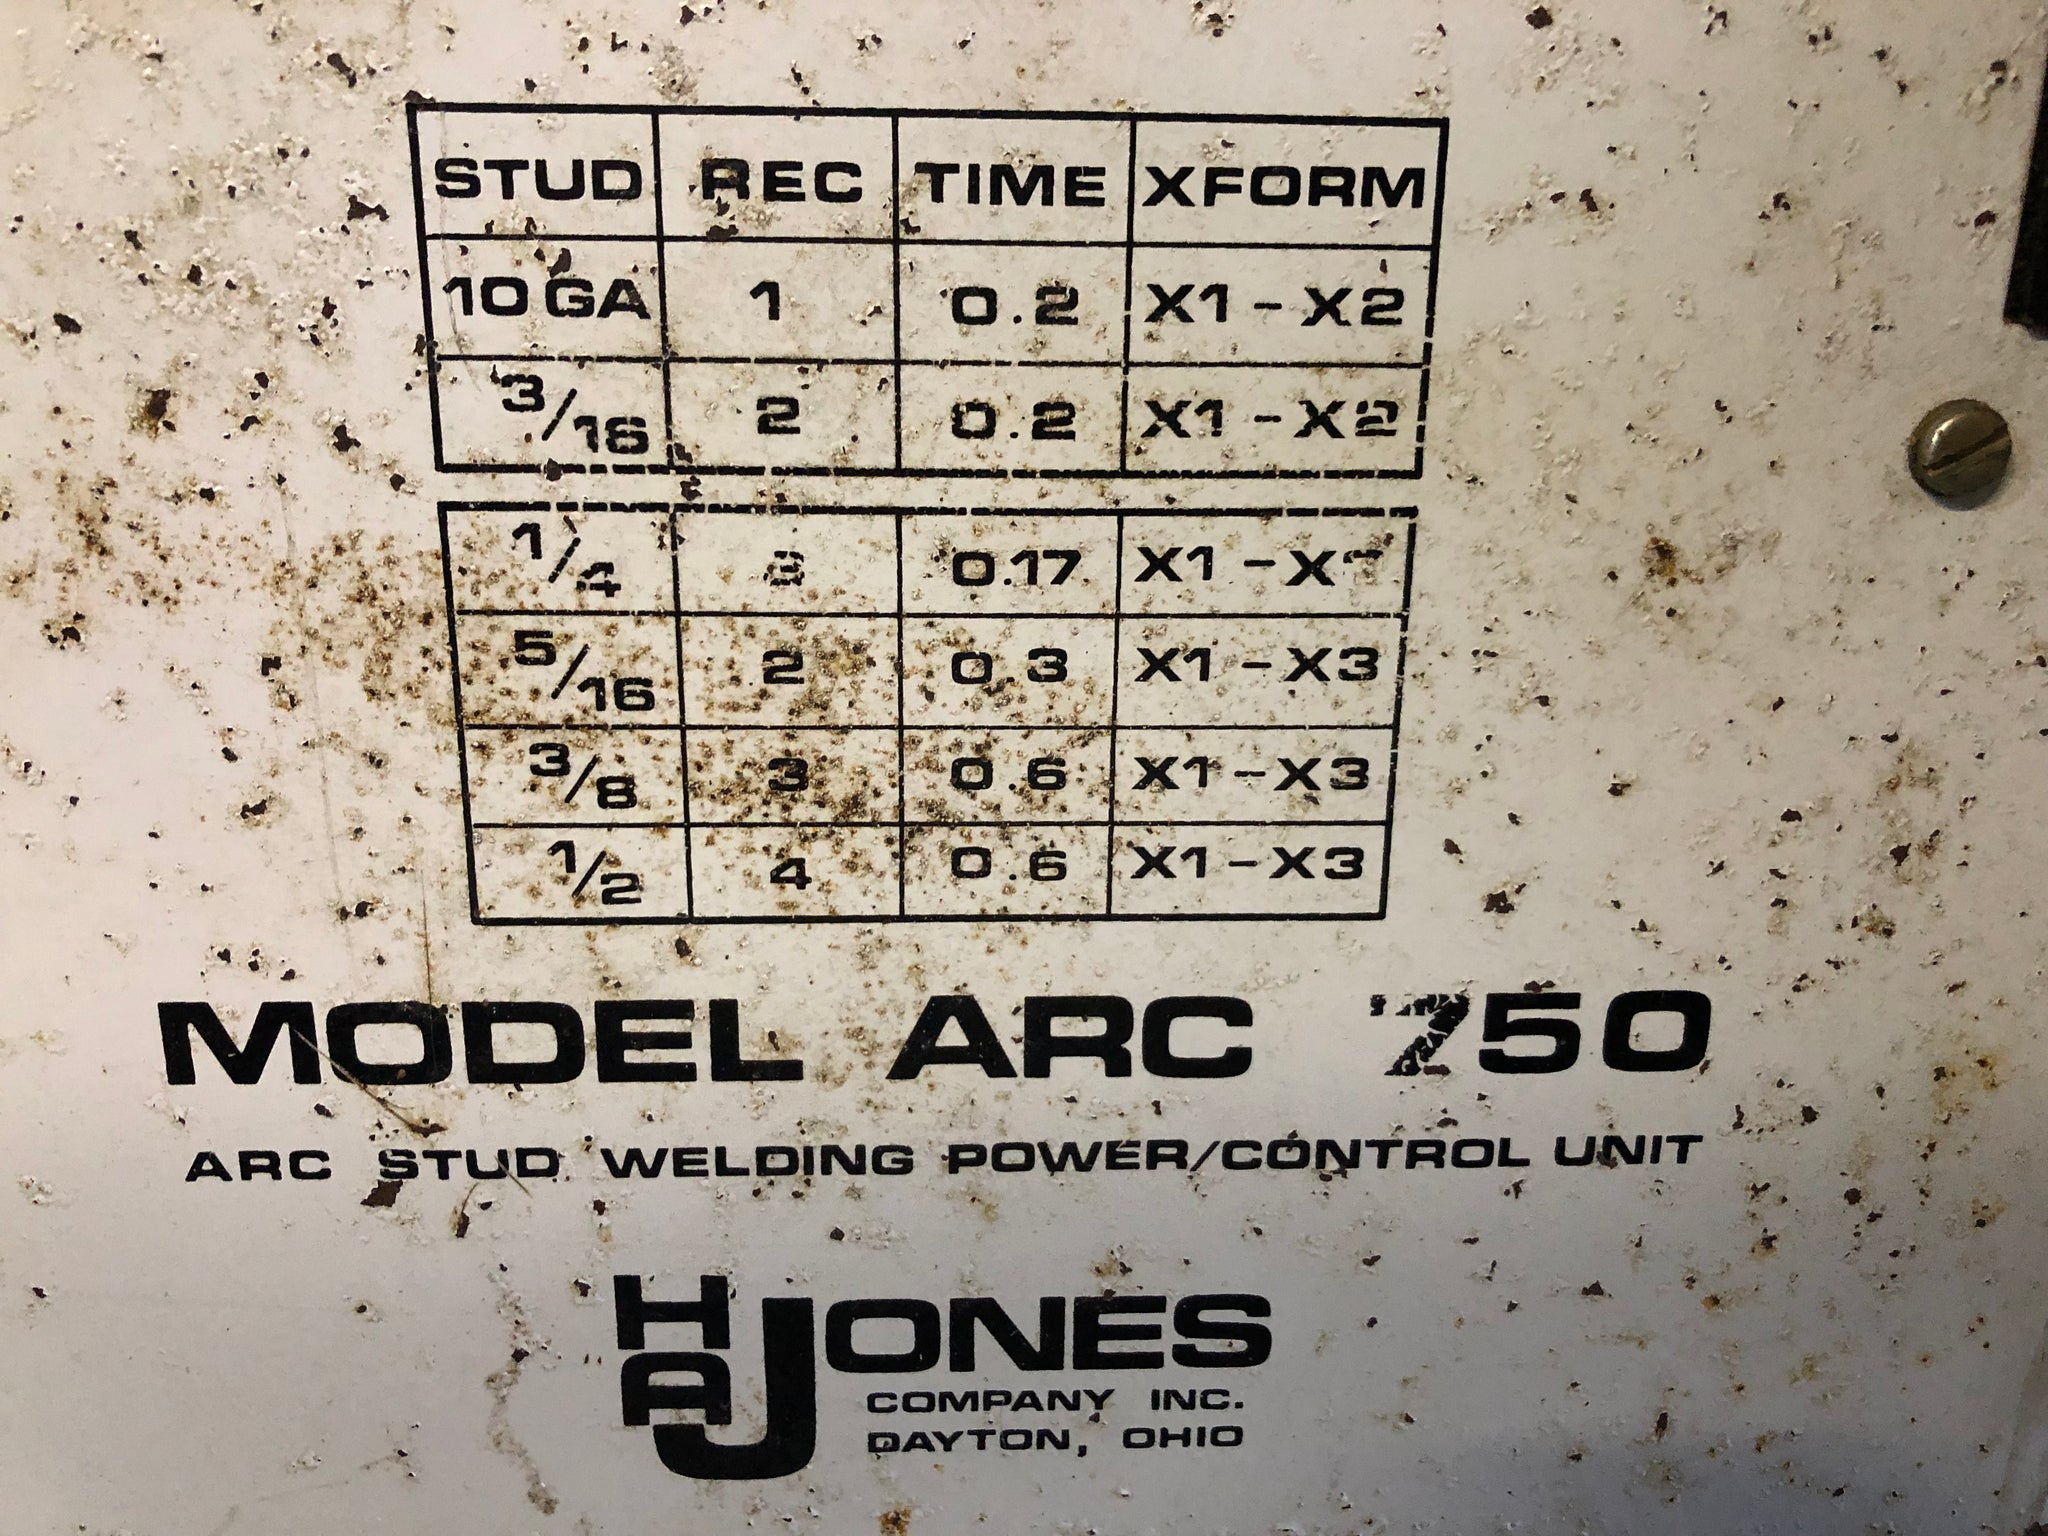 STUD REC TIME XFORM
10 GA 1 0.2 X1-X2
3/16 2 0.2 X1-X2
1/4 0.17 X1-
5/16 2 0.3 X1-X3
3/8 3 0.6 X1-X3
1/2 4 0.6 X1-X3
MODEL ARC 750
ARC STUD WELDING POWER/CONTROL UNIT
HA JONES
COMPANY INC.
DAYTON, OHIO